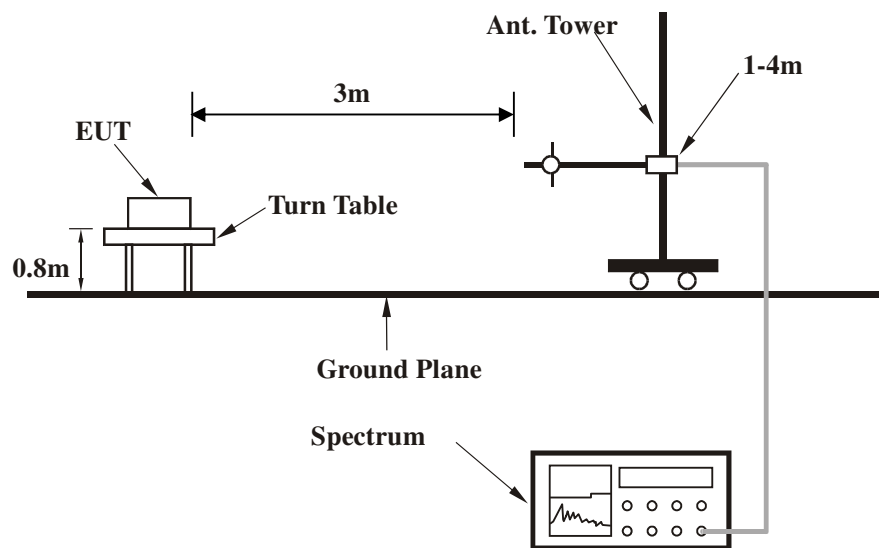 Ant. Tower
1-4m
3m
EUT
Turn Table
0.8m
Ground Plane
Spectrum